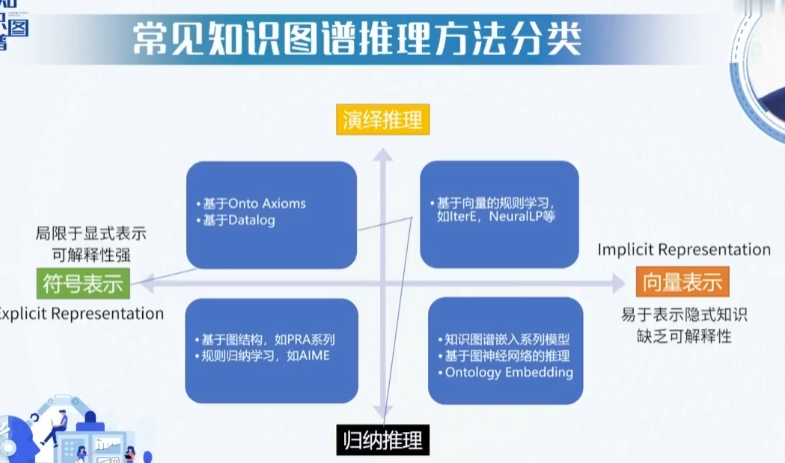 知
识图
谱
常见知识图谱推理方法分类
演绎推理
•基于Onto Axioms
•基于Datalog
•基于向量的规则学习，
如IterE，NeuralLP等
局限于显式表示
可解释性强
符号表示
Explicit Representation
Implicit Representation
向量表示
易于表示隐式知识
缺乏可解释性
•基于图结构，如PRA系列
•规则归纳学习，如AIME
•知识图谱嵌入系列模型
•基于图神经网络的推理
•Ontology Embedding
归纳推理